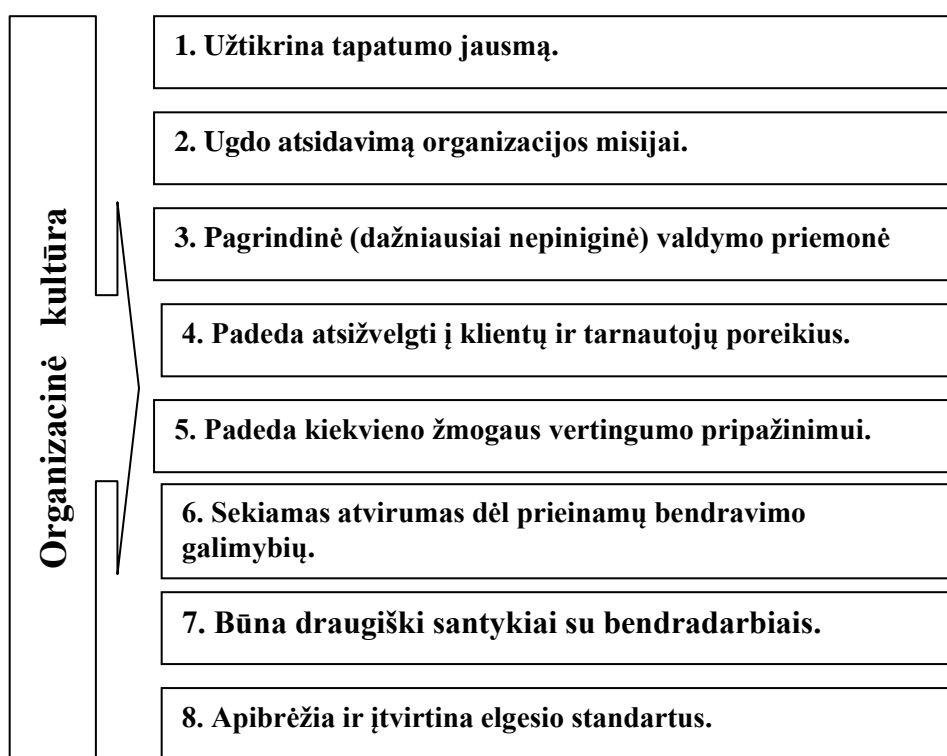 Organizacinė kultūra
1. Užtikrina tapatumo jausmą.
2. Ugdo atsidavimą organizacijos misijai.
3. Pagrindinė (dažniausiai nepiniginė) valdymo priemonė
4. Padeda atsižvelgti į klientų ir tarnautojų poreikius.
5. Padeda kiekvieno žmogaus vertingumo pripažinimui.
6. Sekiamas atvirumas dėl prieinamų bendravimo
galimybių.
7. Būna draugiški santykiai su bendradarbiais.
8. Apibrėžia ir įtvirtina elgesio standartus.